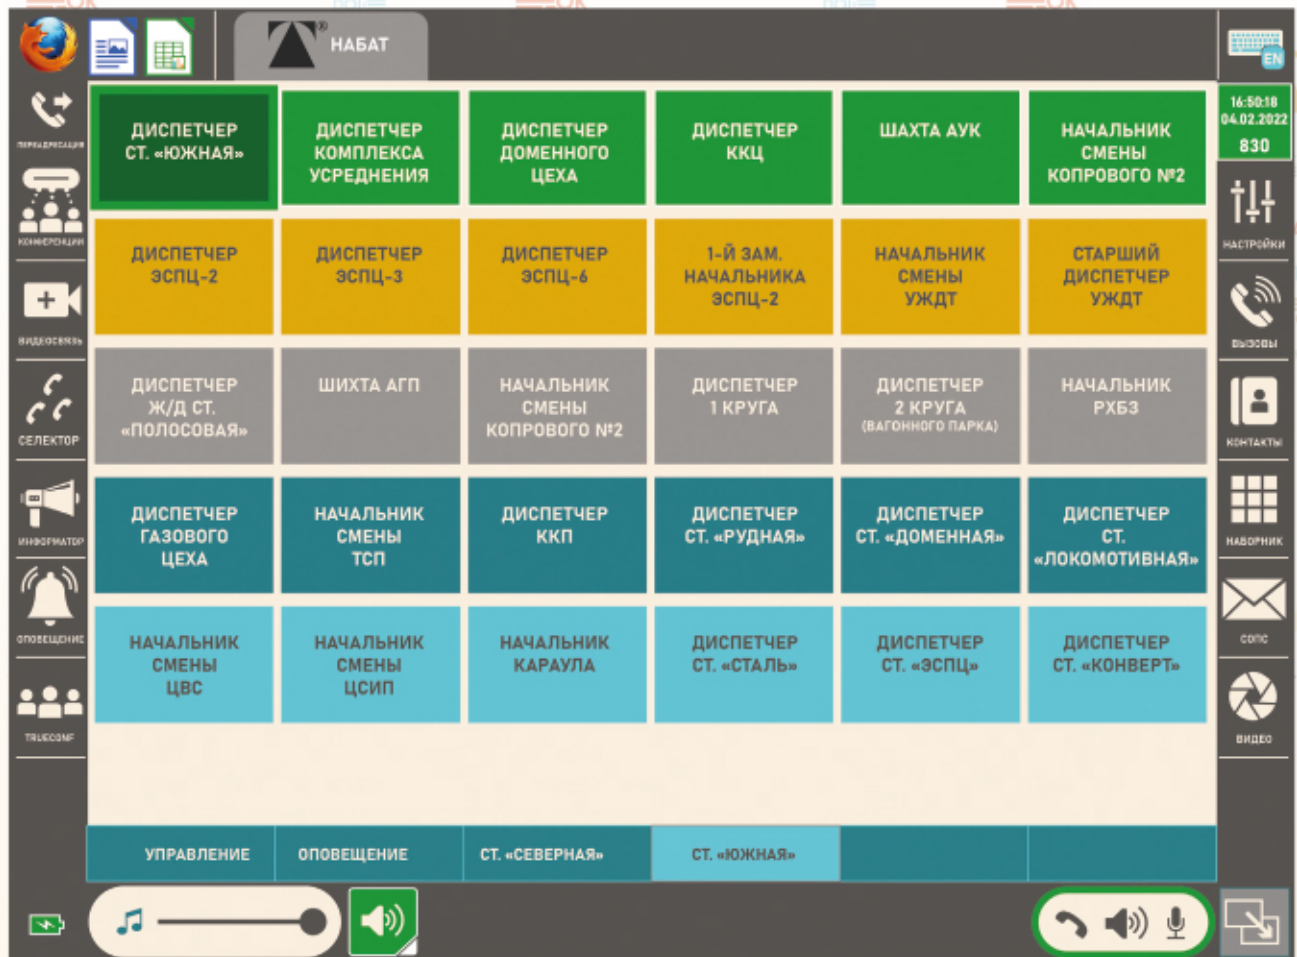 НАБАТ
EN
16:50:18
04.02.2022
830
ПЕРЕАДРЕСАЦИЯ
КОНФЕРЕНЦИИ
ВИДЕОСВЯЗЬ
СЕЛЕКТОР
ИНФОРМАТОР
ОПОВЕЩЕНИЕ
TRUECONF
ДИСПЕТЧЕР
СТ. «ЮЖНАЯ»
ДИСПЕТЧЕР
КОМПЛЕКСА
УСРЕДНЕНИЯ
ДИСПЕТЧЕР
ДОМЕННОГО
ЦЕХА
ДИСПЕТЧЕР
ККЦ
ШАХТА АУК
НАЧАЛЬНИК
СМЕНЫ
КОПРОВОГО №2
ДИСПЕТЧЕР
ЭСПЦ-2
ДИСПЕТЧЕР
ЭСПЦ-3
ДИСПЕТЧЕР
ЭСПЦ-6
1-Й ЗАМ.
НАЧАЛЬНИКА
ЭСПЦ-2
НАЧАЛЬНИК
СМЕНЫ
УЖДТ
СТАРШИЙ
ДИСПЕТЧЕР
УЖДТ
ДИСПЕТЧЕР
Ж/Д СТ.
«ПОЛОСОВАЯ»
ШИХТА АГП
НАЧАЛЬНИК
СМЕНЫ
КОПРОВОГО №2
ДИСПЕТЧЕР
1 КРУГА
ДИСПЕТЧЕР
2 КРУГА
(ВАГОННОГО ПАРКА)
НАЧАЛЬНИК
РХБЗ
ДИСПЕТЧЕР
ГАЗОВОГО
ЦЕХА
НАЧАЛЬНИК
СМЕНЫ
ТСП
ДИСПЕТЧЕР
ККП
ДИСПЕТЧЕР
СТ. «РУДНАЯ»
ДИСПЕТЧЕР
СТ. «ДОМЕННАЯ»
ДИСПЕТЧЕР
СТ.
«ЛОКОМОТИВНАЯ»
НАЧАЛЬНИК
СМЕНЫ
ЦВС
НАЧАЛЬНИК
СМЕНЫ
ЦСИП
НАЧАЛЬНИК
КАРАУЛА
ДИСПЕТЧЕР
СТ. «СТАЛЬ»
ДИСПЕТЧЕР
СТ. «ЭСПЦ»
ДИСПЕТЧЕР
СТ. «КОНВЕРТ»
НАСТРОЙКИ
ВЫЗОВЫ
КОНТАКТЫ
НАБОРНИК
СОПС
ВИДЕО
УПРАВЛЕНИЕ
ОПОВЕЩЕНИЕ
СТ. «СЕВЕРНАЯ»
СТ. «ЮЖНАЯ»